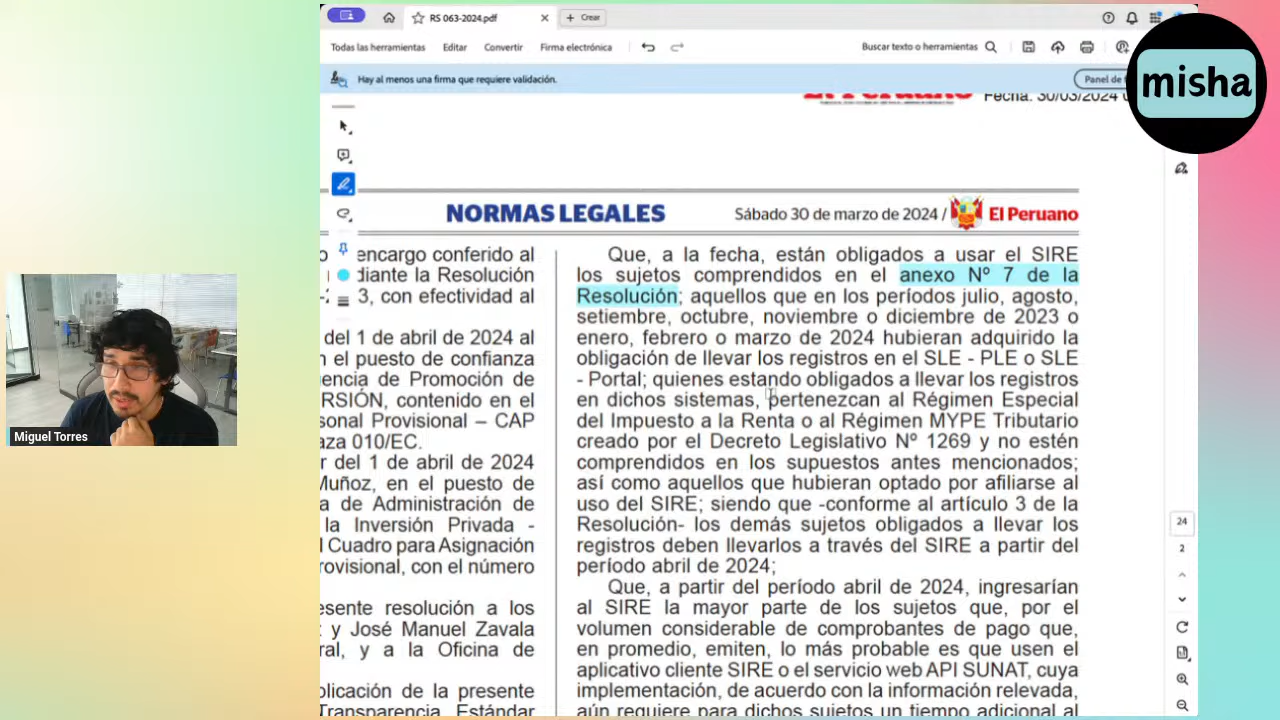 RS 063-2024.pdf
Crear
Todas las herramientas
Editar
Convertir
Firma electrónica
Buscar texto o herramientas
Hay al menos una firma que requiere validación.
Panel de
misha
El Peruano
Fecha: 30/03/2024
NORMAS LEGALES
Sábado 30 de marzo de 2024 /
El Peruano
encargo conferido al
diante la Resolución
3, con efectividad al
del 1 de abril de 2024 al
n el puesto de confianza
encia de Promoción de
ERSIÓN, contenido en el
sonal Provisional – CAP
aza 010/EC.
r del 1 de abril de 2024
Muñoz, en el puesto de
a de Administración de
la Inversión Privada -
l Cuadro para Asignación
rovisional, con el número
esente resolución a los
y José Manuel Zavala
ral, y a la Oficina de
olicación de la presente
Transparencia Estándar
Que, a la fecha, están obligados a usar el SIRE
los sujetos comprendidos en el anexo Nº 7 de la
Resolución; aquellos que en los períodos julio, agosto,
setiembre, octubre, noviembre o diciembre de 2023 o
enero, febrero o marzo de 2024 hubieran adquirido la
obligación de llevar los registros en el SLE - PLE o SLE
- Portal; quienes estando obligados a llevar los registros
en dichos sistemas, pertenezcan al Régimen Especial
del Impuesto a la Renta o al Régimen MYPE Tributario
creado por el Decreto Legislativo Nº 1269 y no estén
comprendidos en los supuestos antes mencionados;
así como aquellos que hubieran optado por afiliarse al
uso del SIRE; siendo que -conforme al artículo 3 de la
Resolución- los demás sujetos obligados a llevar los
registros deben llevarlos a través del SIRE a partir del
período abril de 2024;
Que, a partir del período abril de 2024, ingresarían
al SIRE la mayor parte de los sujetos que, por el
volumen considerable de comprobantes de pago que,
en promedio, emiten, lo más probable es que usen el
aplicativo cliente SIRE o el servicio web API SUNAT, cuya
implementación, de acuerdo con la información relevada,
aún requiere para dichos sujetos un tiempo adicional al
24
2
Miguel Torres